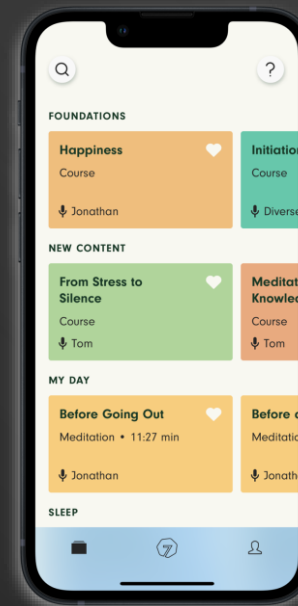 ?
FOUNDATIONS
Happiness
Course
Jonathan
Initiation
Course
Diverse
NEW CONTENT
From Stress to
Silence
Course
Tom
Meditat
Knowled
Course
Tom
MY DAY
Before Going Out
Meditation • 11:27 min
Jonathan
Before
Meditatio
Jonath
SLEEP
7